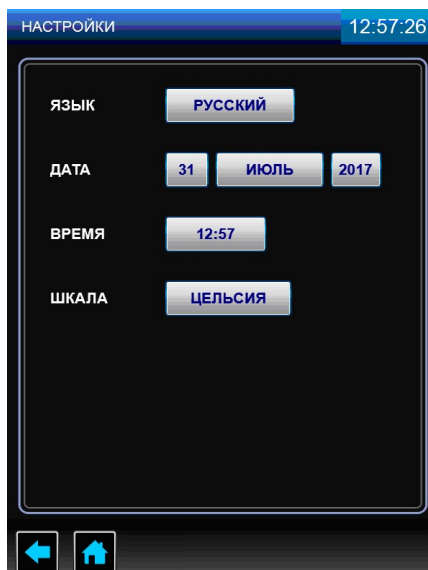 НАСТРОЙКИ 12:57:26
ЯЗЫК РУССКИЙ
ДАТА 31 ИЮЛЬ 2017
ВРЕМЯ 12:57
ШКАЛА ЦЕЛЬСИЯ